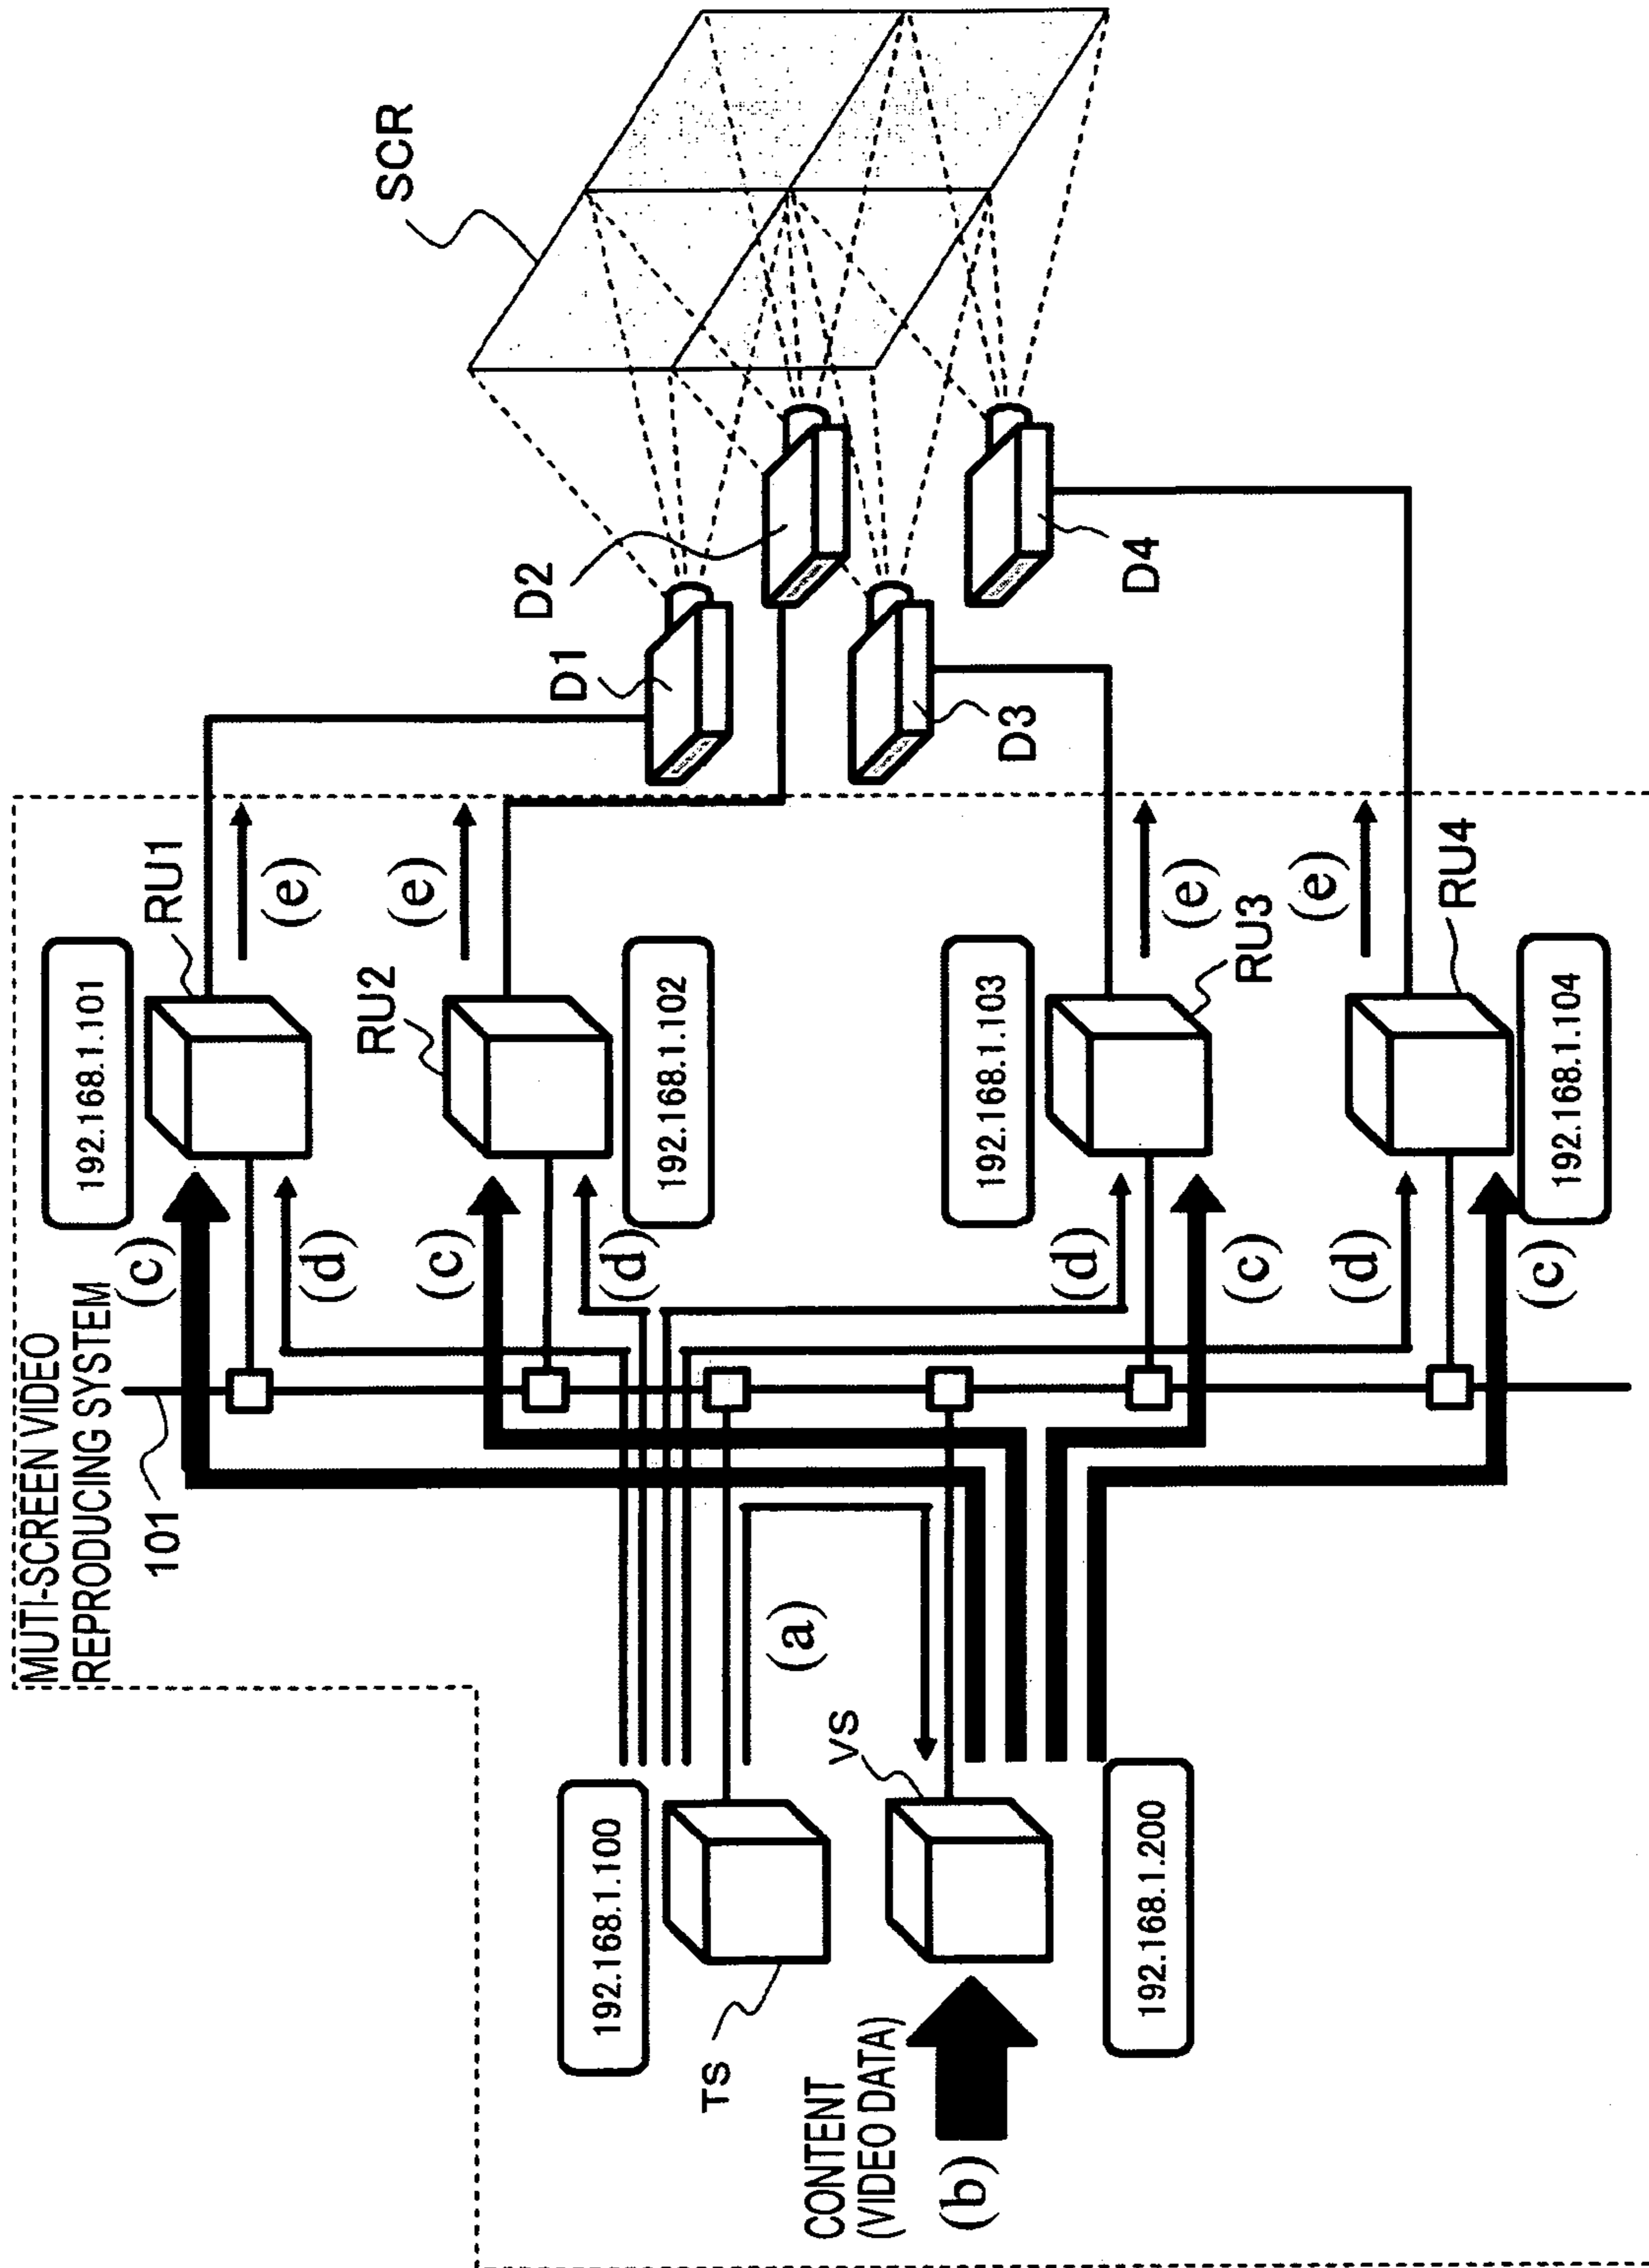 MUTI-SCREEN VIDEO
REPRODUCING SYSTEM
101
(c)
192.168.1.101
RU1
(d)
(e)
(c)
RU2
(e)
(d)
192.168.1.102
SCR
D1
D2
192.168.1.100
TS
(a)
VS
CONTENT
(VIDEO DATA)
(b)
192.168.1.200
192.168.1.103
(d)
(c)
(e)
RU3
D3
D4
(d)
(e)
RU4
(c)
192.168.1.104